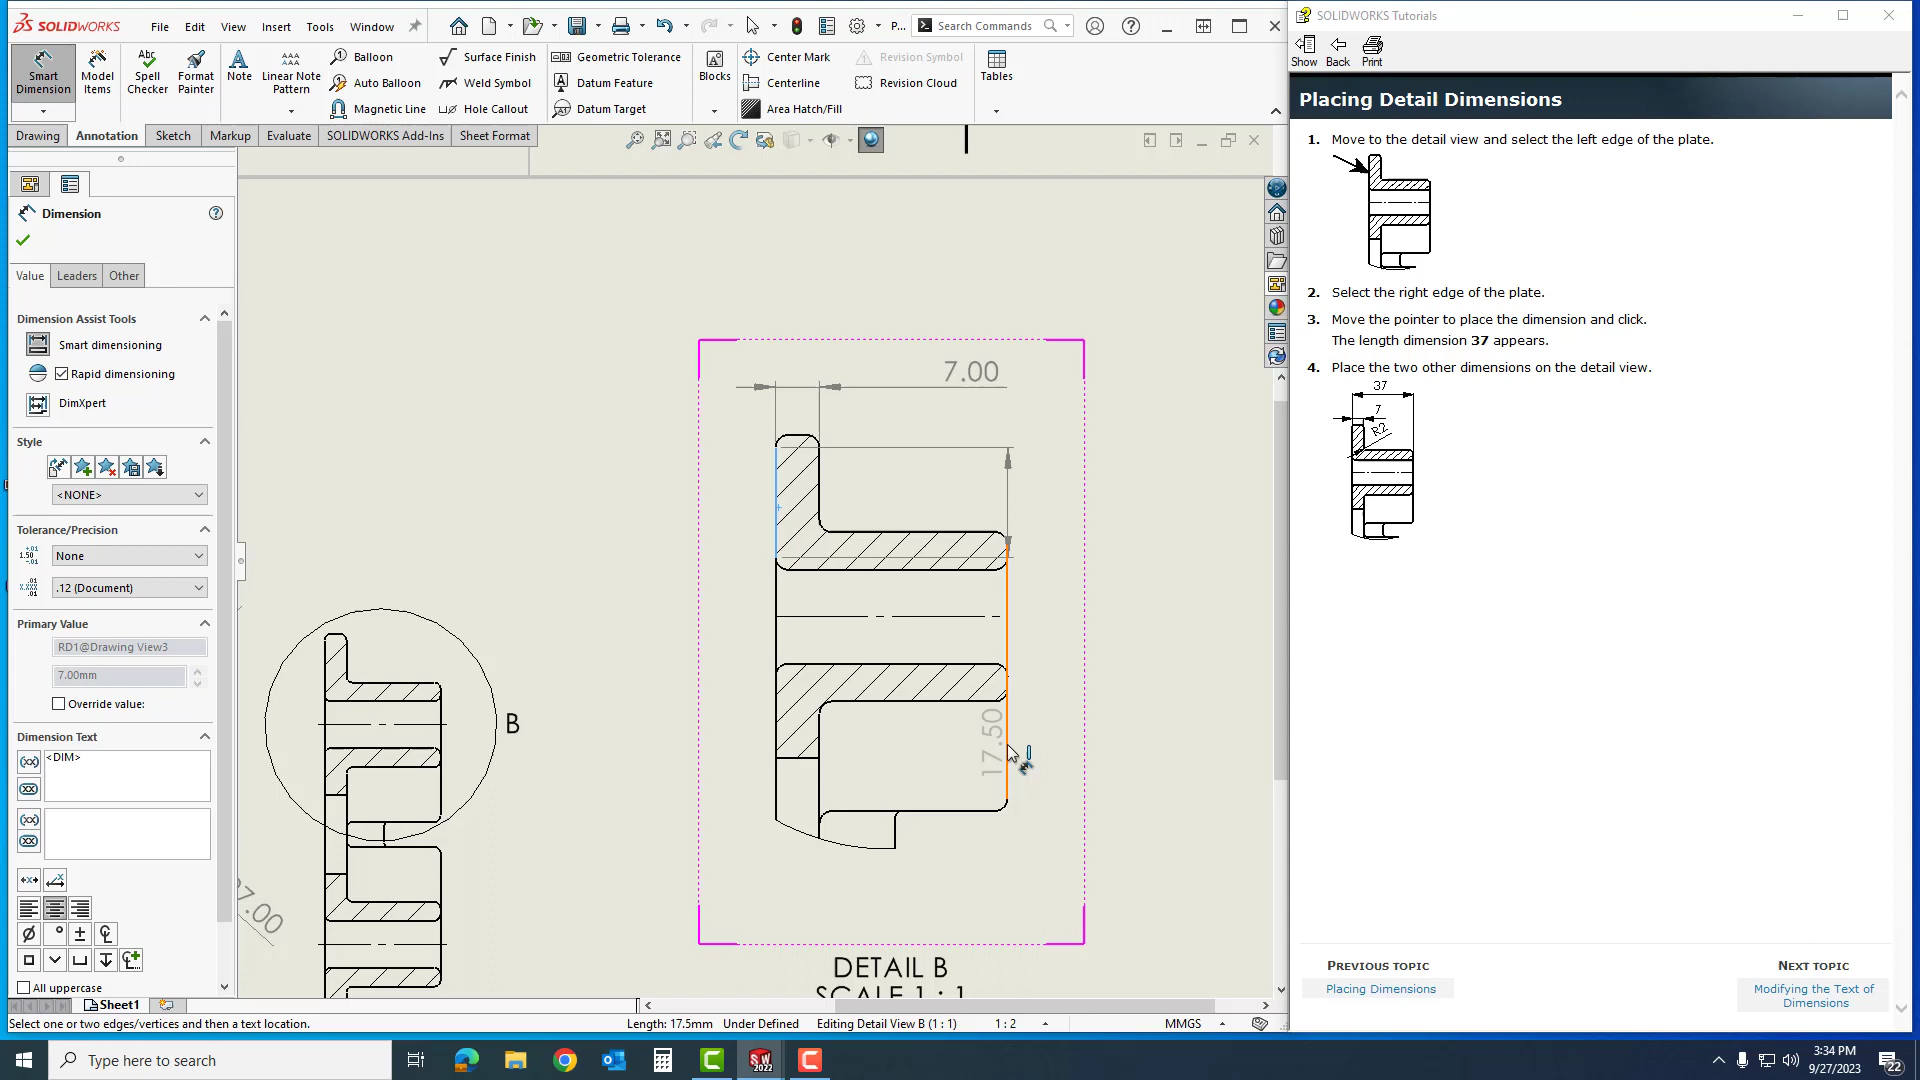 SOLIDWORKS
File
Edit
View
Insert
Tools
Window
P...
Search Commands
SOLIDWORKS Tutorials
Smart
Dimension
Model
Items
Spell
Checker
Format
Painter
Note
Linear Note
Pattern
Balloon
Auto Balloon
Magnetic Line
Surface Finish
Weld Symbol
Hole Callout
Geometric Tolerance
Datum Feature
Datum Target
Blocks
Center Mark
Centerline
Area Hatch/Fill
Revision Symbol
Revision Cloud
Tables
Show
Back
Print
Drawing
Annotation
Sketch
Markup
Evaluate
SOLIDWORKS Add-Ins
Sheet Format
Dimension
Value
Leaders
Other
Dimension Assist Tools
Smart dimensioning
Rapid dimensioning
DimXpert
Style
<NONE>
Tolerance/Precision
None
.12 (Document)
Primary Value
RD1@Drawing View3
7.00mm
Override value:
Dimension Text
<DIM>
All uppercase
7.00
17.50
B
7.00
DETAIL B
SCALE 1 : 1
Placing Detail Dimensions
1. Move to the detail view and select the left edge of the plate.
2. Select the right edge of the plate.
3. Move the pointer to place the dimension and click.
The length dimension 37 appears.
4. Place the two other dimensions on the detail view.
37
7
R2
PREVIOUS TOPIC
Placing Dimensions
NEXT TOPIC
Modifying the Text of
Dimensions
Sheet1
Select one or two edges/vertices and then a text location.
Length: 17.5mm
Under Defined
Editing Detail View B (1 : 1)
1 : 2
MMGS
Type here to search
SW
2022
3:34 PM
9/27/2023
22